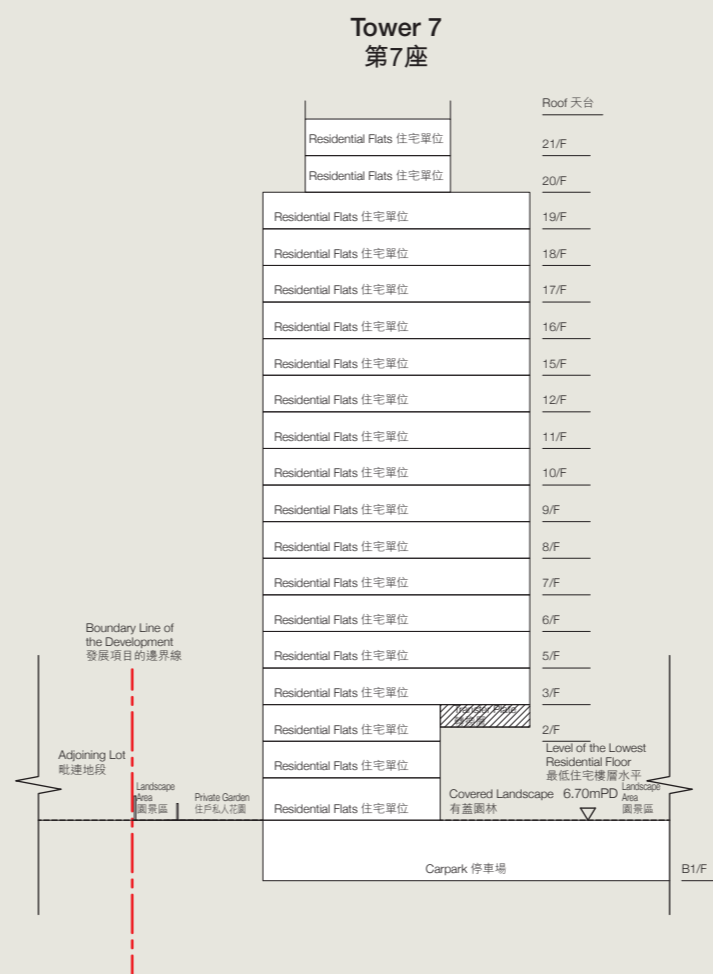 Tower 7
第7座
Roof 天台
Residential Flats 住宅單位
21/F
Residential Flats 住宅單位
20/F
Residential Flats 住宅單位
19/F
Residential Flats 住宅單位
18/F
Residential Flats 住宅單位
17/F
Residential Flats 住宅單位
16/F
Residential Flats 住宅單位
15/F
Residential Flats 住宅單位
12/F
Residential Flats 住宅單位
11/F
Residential Flats 住宅單位
10/F
Residential Flats 住宅單位
9/F
Residential Flats 住宅單位
8/F
Residential Flats 住宅單位
7/F
Residential Flats 住宅單位
6/F
Residential Flats 住宅單位
5/F
Residential Flats 住宅單位
3/F
Transfer Plate
Residential Flats 住宅單位
2/F
Residential Flats 住宅單位
Residential Flats 住宅單位
Boundary Line of
the Development
發展項目的邊界線
Adjoining Lot
毗連地段
Landscape
Area
園景區
Private Garden
住戶私人花園
Level of the Lowest
Residential Floor
最低住宅樓層水平
Covered Landscape
有蓋園林
6.70mPD
Landscape
Area
園景區
Carpark 停車場
B1/F